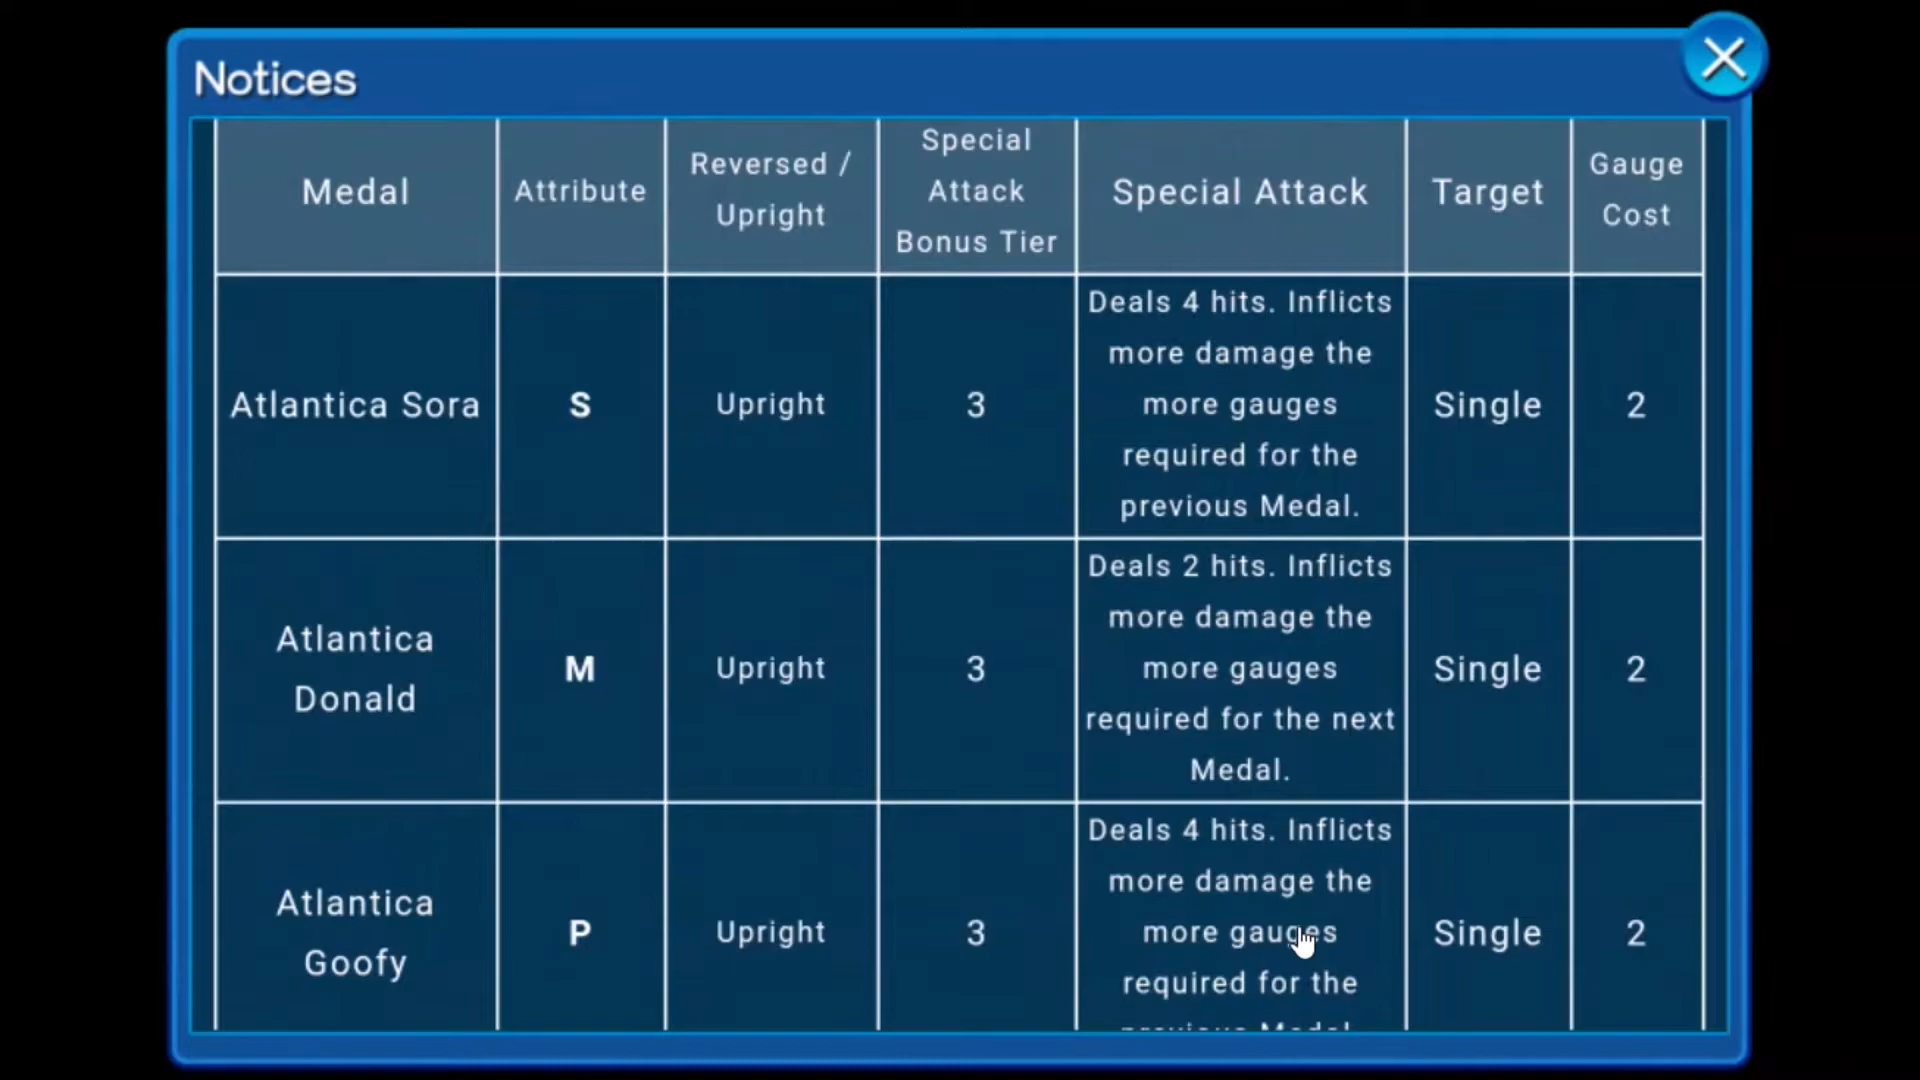 Notices
Medal
Attribute
Reversed /
Upright
Special
Attack
Bonus Tier
Special Attack
Target
Gauge
Cost
Atlantica Sora
S
Upright
3
Deals 4 hits. Inflicts
more damage the
more gauges
required for the
previous Medal.
Single
2
Atlantica
Donald
M
Upright
3
Deals 2 hits. Inflicts
more damage the
more gauges
required for the next
Medal.
Single
2
Atlantica
Goofy
P
Upright
3
Deals 4 hits. Inflicts
more damage the
more gauges
required for the
previous Medal
Single
2